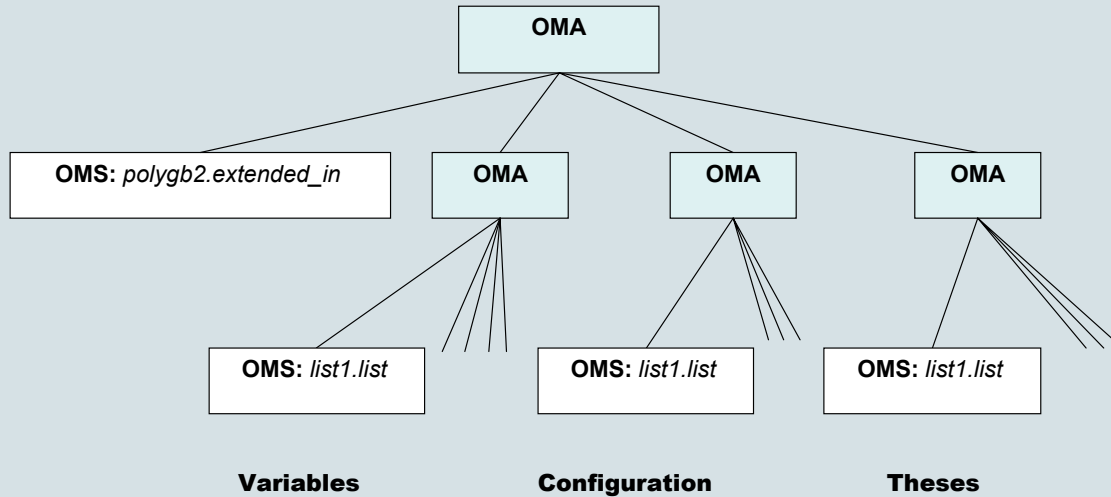 OMA
OMS: polygb2.extended_in
OMA
OMA
OMA
OMS: list1.list
OMS: list1.list
OMS: list1.list
Variables
Configuration
Theses